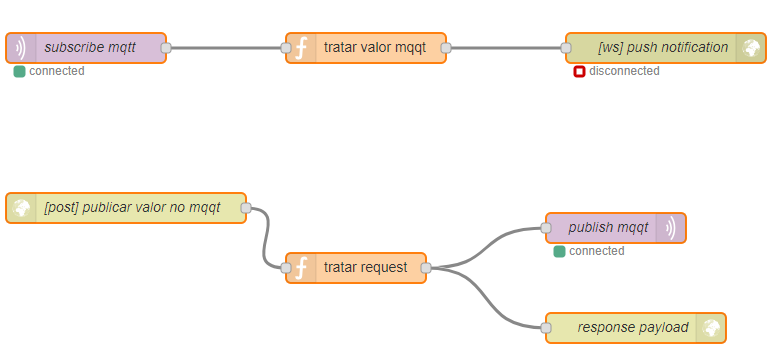 subscribe mqtt
tratar valor mqqt
[ws] push notification
connected
disconnected
[post] publicar valor no mqqt
publish mqqt
connected
tratar request
response payload